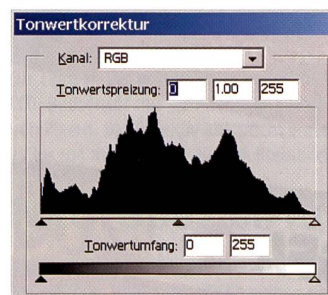 Tonwertkorrektur
Kanal: RGB
Tonwertspreizung: 0 1.00 255
Tonwertumfang: 0 255